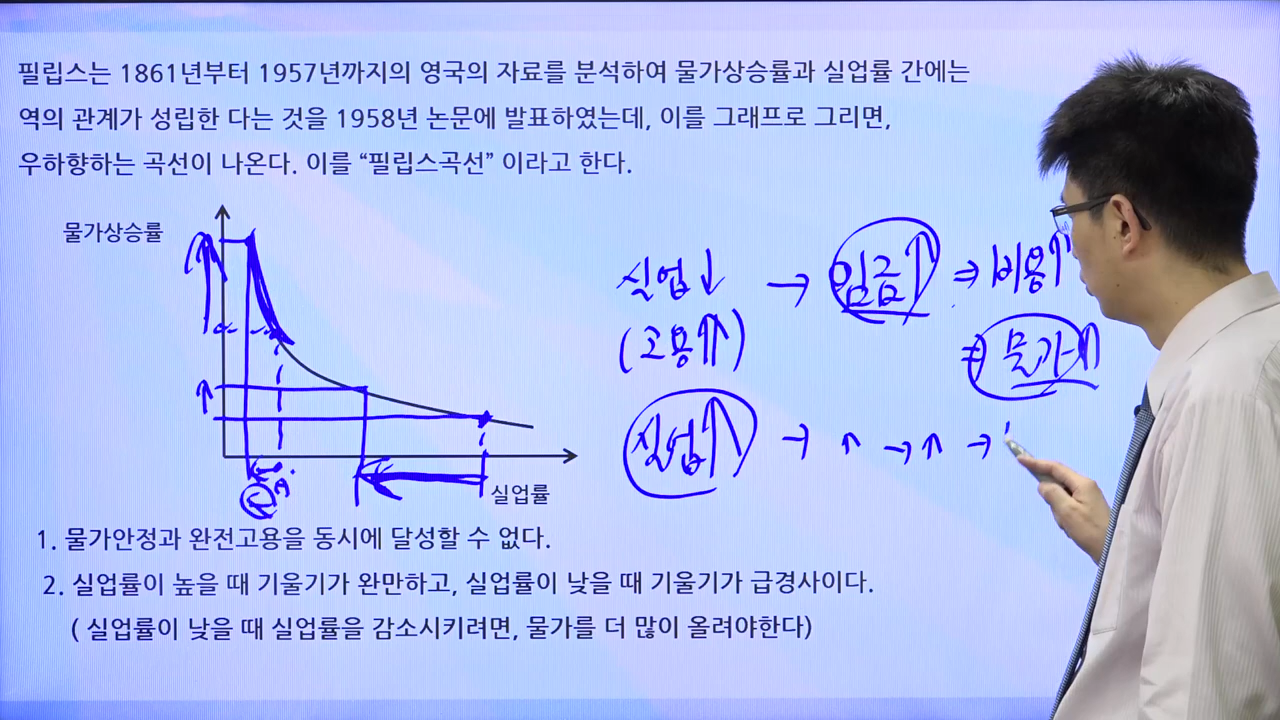 필립스는 1861년부터 1957년까지의 영국의 자료를 분석하여 물가상승률과 실업률 간에는
역의 관계가 성립한 다는 것을 1958년 논문에 발표하였는데, 이를 그래프로 그리면,
우하향하는 곡선이 나온다. 이를 “필립스곡선” 이라고 한다.
물가상승률
실업↓ → 임금↑ ⇒ 비용↑
(고용↑↑) ⇒ 물가↑
실업↑ → ↑ → ↑ →
실업률
1. 물가안정과 완전고용을 동시에 달성할 수 없다.
2. 실업률이 높을 때 기울기가 완만하고, 실업률이 낮을 때 기울기가 급경사이다.
( 실업률이 낮을 때 실업률을 감소시키려면, 물가를 더 많이 올려야한다)